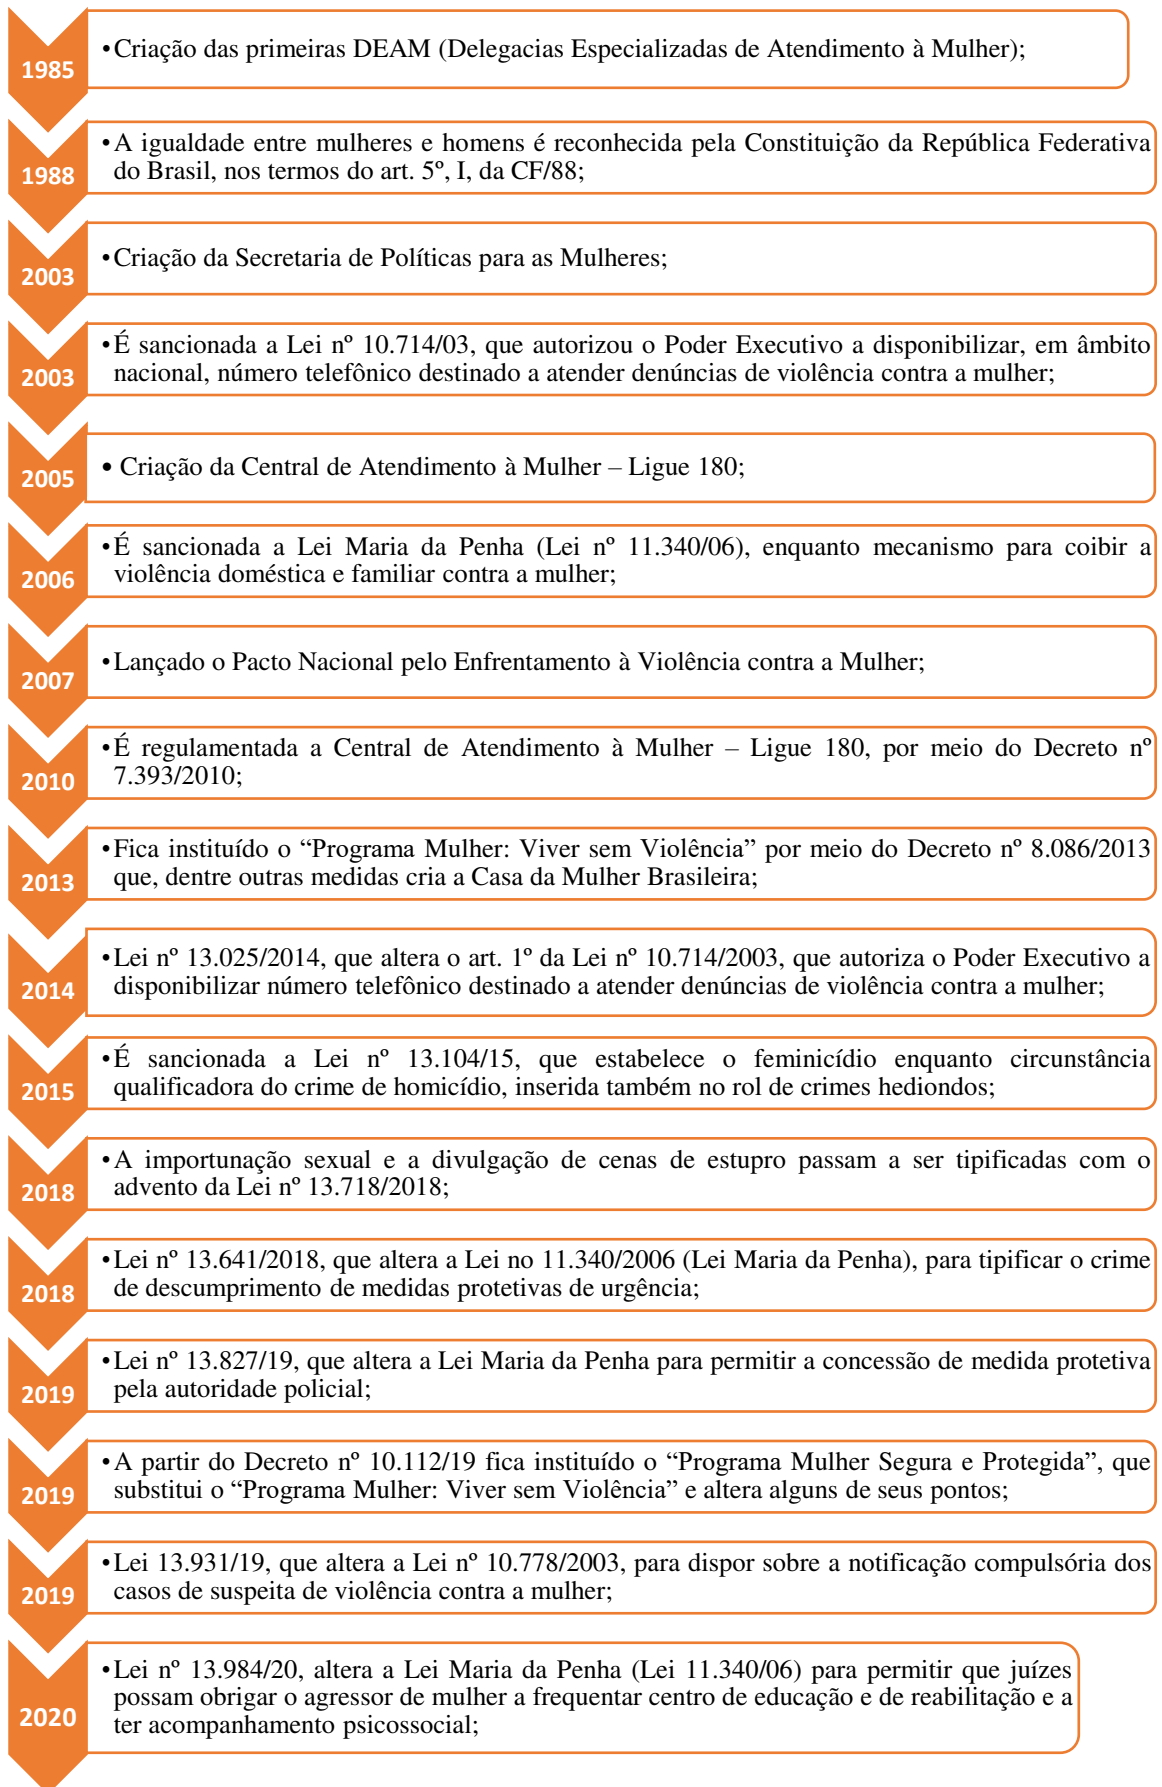 1985
•Criação das primeiras DEAM (Delegacias Especializadas de Atendimento à Mulher);
1988
•A igualdade entre mulheres e homens é reconhecida pela Constituição da República Federativa
do Brasil, nos termos do art. 5º, I, da CF/88;
2003
•Criação da Secretaria de Políticas para as Mulheres;
2003
•É sancionada a Lei nº 10.714/03, que autorizou o Poder Executivo a disponibilizar, em âmbito
nacional, número telefônico destinado a atender denúncias de violência contra a mulher;
2005
• Criação da Central de Atendimento à Mulher – Ligue 180;
2006
•É sancionada a Lei Maria da Penha (Lei nº 11.340/06), enquanto mecanismo para coibir a
violência doméstica e familiar contra a mulher;
2007
•Lançado o Pacto Nacional pelo Enfrentamento à Violência contra a Mulher;
2010
•É regulamentada a Central de Atendimento à Mulher – Ligue 180, por meio do Decreto nº
7.393/2010;
2013
•Fica instituído o “Programa Mulher: Viver sem Violência” por meio do Decreto nº 8.086/2013
que, dentre outras medidas cria a Casa da Mulher Brasileira;
2014
•Lei nº 13.025/2014, que altera o art. 1º da Lei nº 10.714/2003, que autoriza o Poder Executivo a
disponibilizar número telefônico destinado a atender denúncias de violência contra a mulher;
2015
•É sancionada a Lei nº 13.104/15, que estabelece o feminicídio enquanto circunstância
qualificadora do crime de homicídio, inserida também no rol de crimes hediondos;
2018
•A importunação sexual e a divulgação de cenas de estupro passam a ser tipificadas com o
advento da Lei nº 13.718/2018;
2018
•Lei nº 13.641/2018, que altera a Lei no 11.340/2006 (Lei Maria da Penha), para tipificar o crime
de descumprimento de medidas protetivas de urgência;
2019
•Lei nº 13.827/19, que altera a Lei Maria da Penha para permitir a concessão de medida protetiva
pela autoridade policial;
2019
•A partir do Decreto nº 10.112/19 fica instituído o “Programa Mulher Segura e Protegida”, que
substitui o “Programa Mulher: Viver sem Violência” e altera alguns de seus pontos;
2019
•Lei 13.931/19, que altera a Lei nº 10.778/2003, para dispor sobre a notificação compulsória dos
casos de suspeita de violência contra a mulher;
2020
•Lei nº 13.984/20, altera a Lei Maria da Penha (Lei 11.340/06) para permitir que juízes
possam obrigar o agressor de mulher a frequentar centro de educação e de reabilitação e a
ter acompanhamento psicossocial;